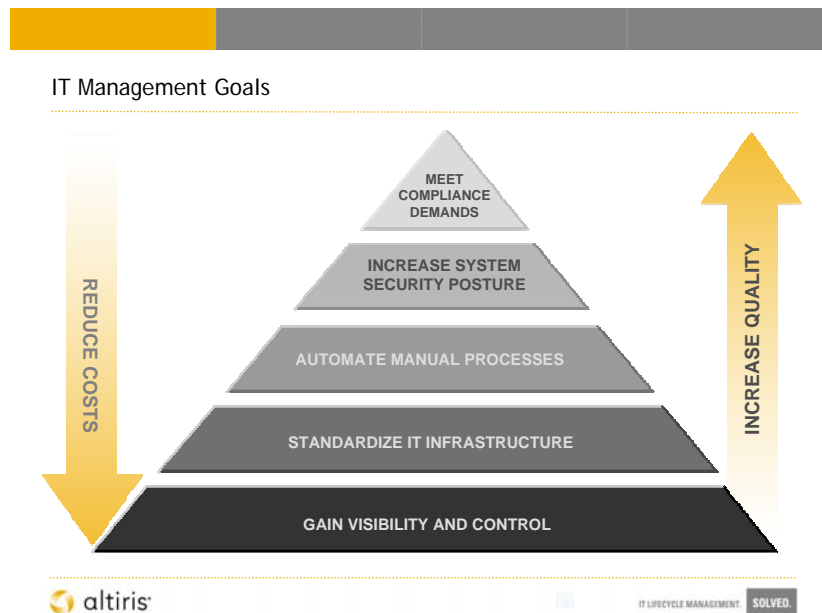 IT Management Goals
MEET
COMPLIANCE
DEMANDS
INCREASE SYSTEM
SECURITY POSTURE
REDUCE COSTS
INCREASE QUALITY
AUTOMATE MANUAL PROCESSES
STANDARDIZE IT INFRASTRUCTURE
GAIN VISIBILITY AND CONTROL
altiris
IT LIFECYCLE MANAGEMENT. SOLVED.